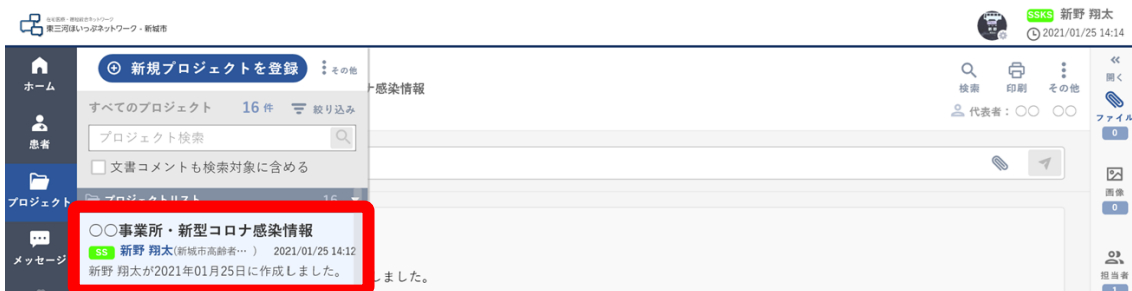 在宅医療・福祉統合ネットワーク
東三河ほいっぷネットワーク - 新城市
SSKS 新野 翔太
2021/01/25 14:14
ホーム
患者
プロジェクト
メッセージ
新規プロジェクトを登録
その他
すべてのプロジェクト 16 件 絞り込み
プロジェクト検索
文書コメントも検索対象に含める
プロジェクトリスト 16
○○事業所・新型コロナ感染情報
SS 新野 翔太(新城市高齢者… ) 2021/01/25 14:12
新野 翔太が2021年01月25日に作成しました。
ナ感染情報
検索
印刷
その他
代表者：○○ ○○
しました。
開く
ファイル
0
画像
0
担当者
1